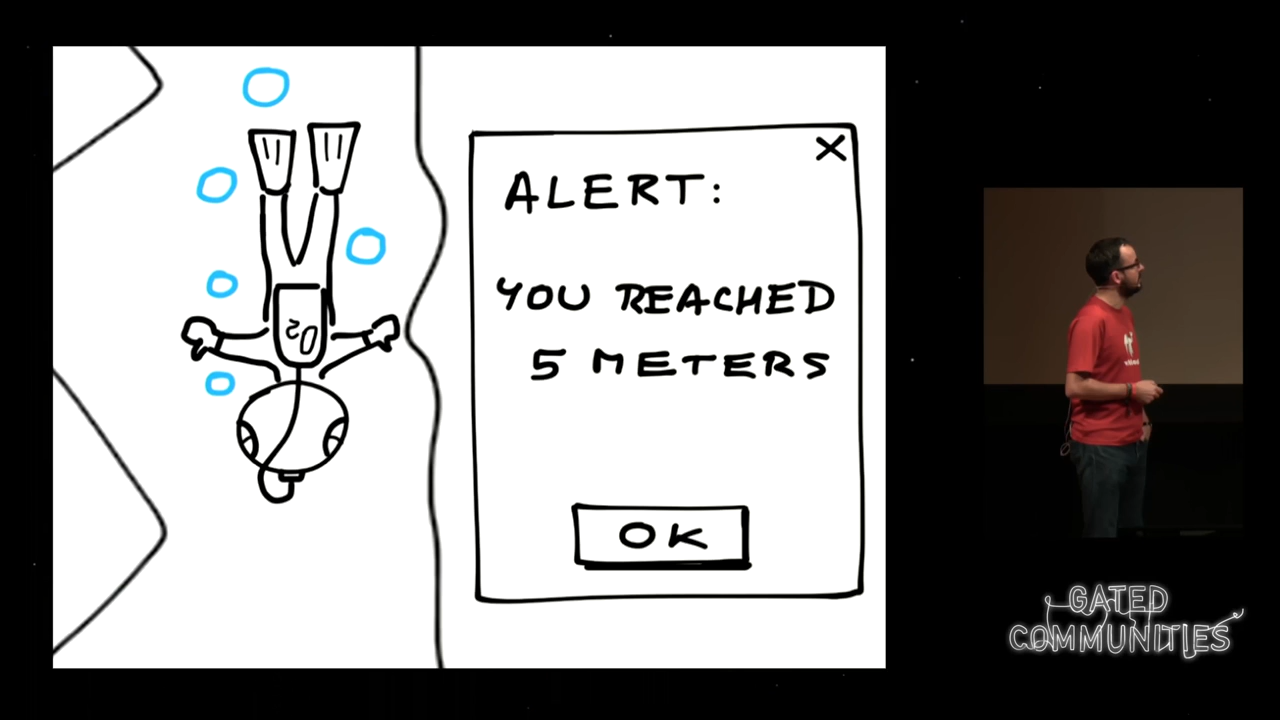 ALERT:
YOU REACHED
5 METERS
OK
O2
GATED
COMMUNITIES